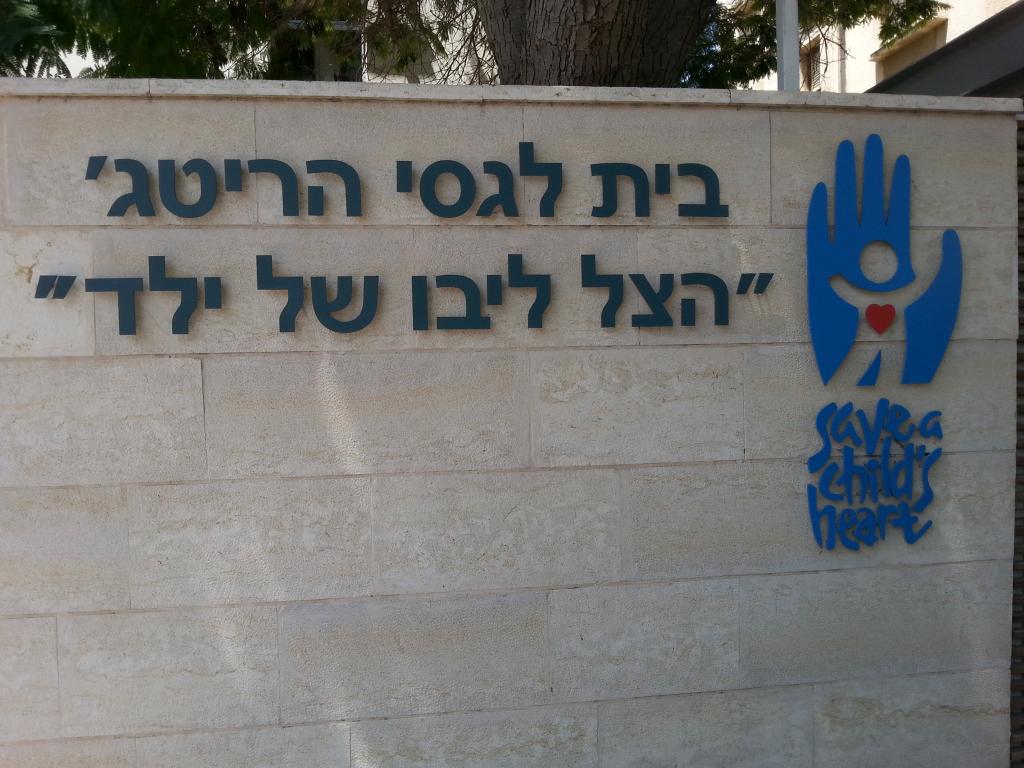 בית לגסי הריטג׳
״הצל ליבו של ילד״
save a
child's
heart